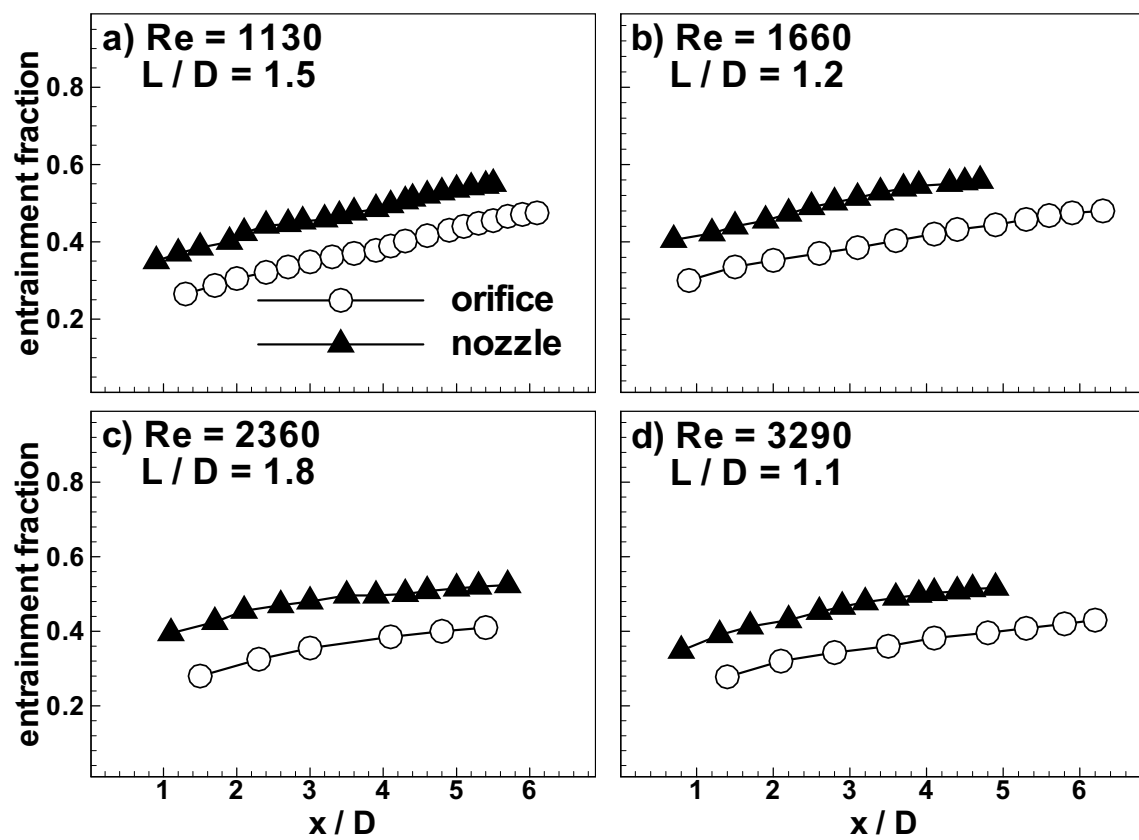 a) Re = 1130
L / D = 1.5
b) Re = 1660
L / D = 1.2
entrainment fraction
0.8
0.6
0.4
0.2
orifice
nozzle
c) Re = 2360
L / D = 1.8
d) Re = 3290
L / D = 1.1
entrainment fraction
0.8
0.6
0.4
0.2
1 2 3 4 5 6
1 2 3 4 5 6
x / D
x / D